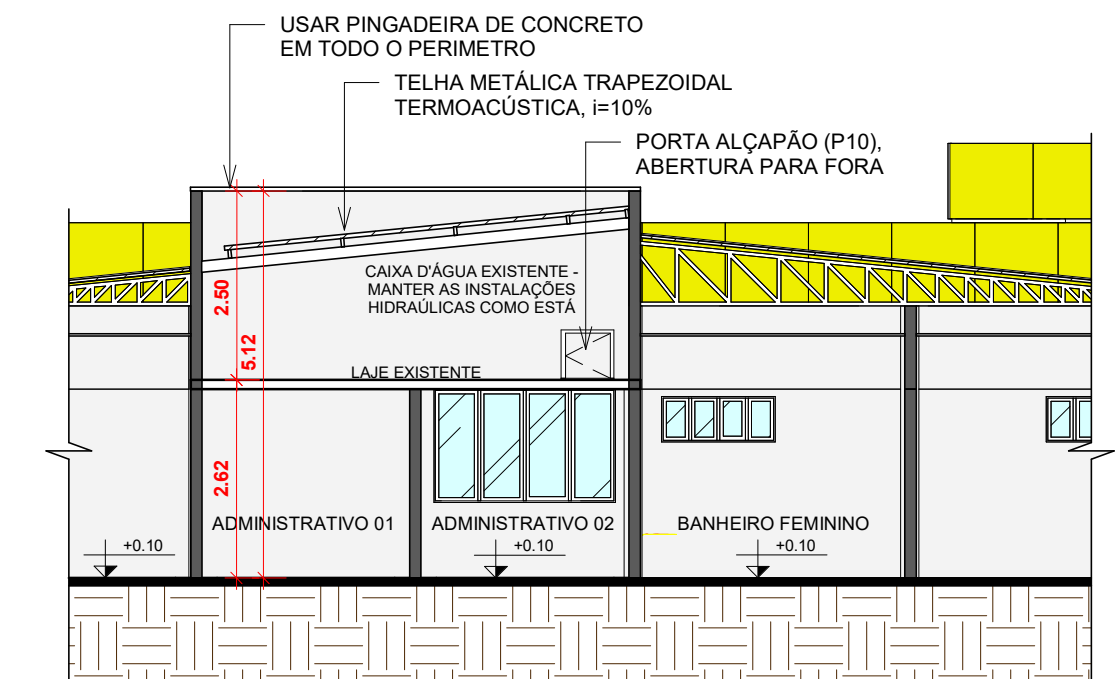 USAR PINGADEIRA DE CONCRETO
EM TODO O PERIMETRO
TELHA METÁLICA TRAPEZOIDAL
TERMOACÚSTICA, i=10%
PORTA ALÇAPÃO (P10),
ABERTURA PARA FORA
CAIXA D'ÁGUA EXISTENTE -
MANTER AS INSTALAÇÕES
HIDRAÚLICAS COMO ESTÁ
2.50
5.12
LAJE EXISTENTE
2.62
ADMINISTRATIVO 01
ADMINISTRATIVO 02
BANHEIRO FEMININO
+0.10
+0.10
+0.10